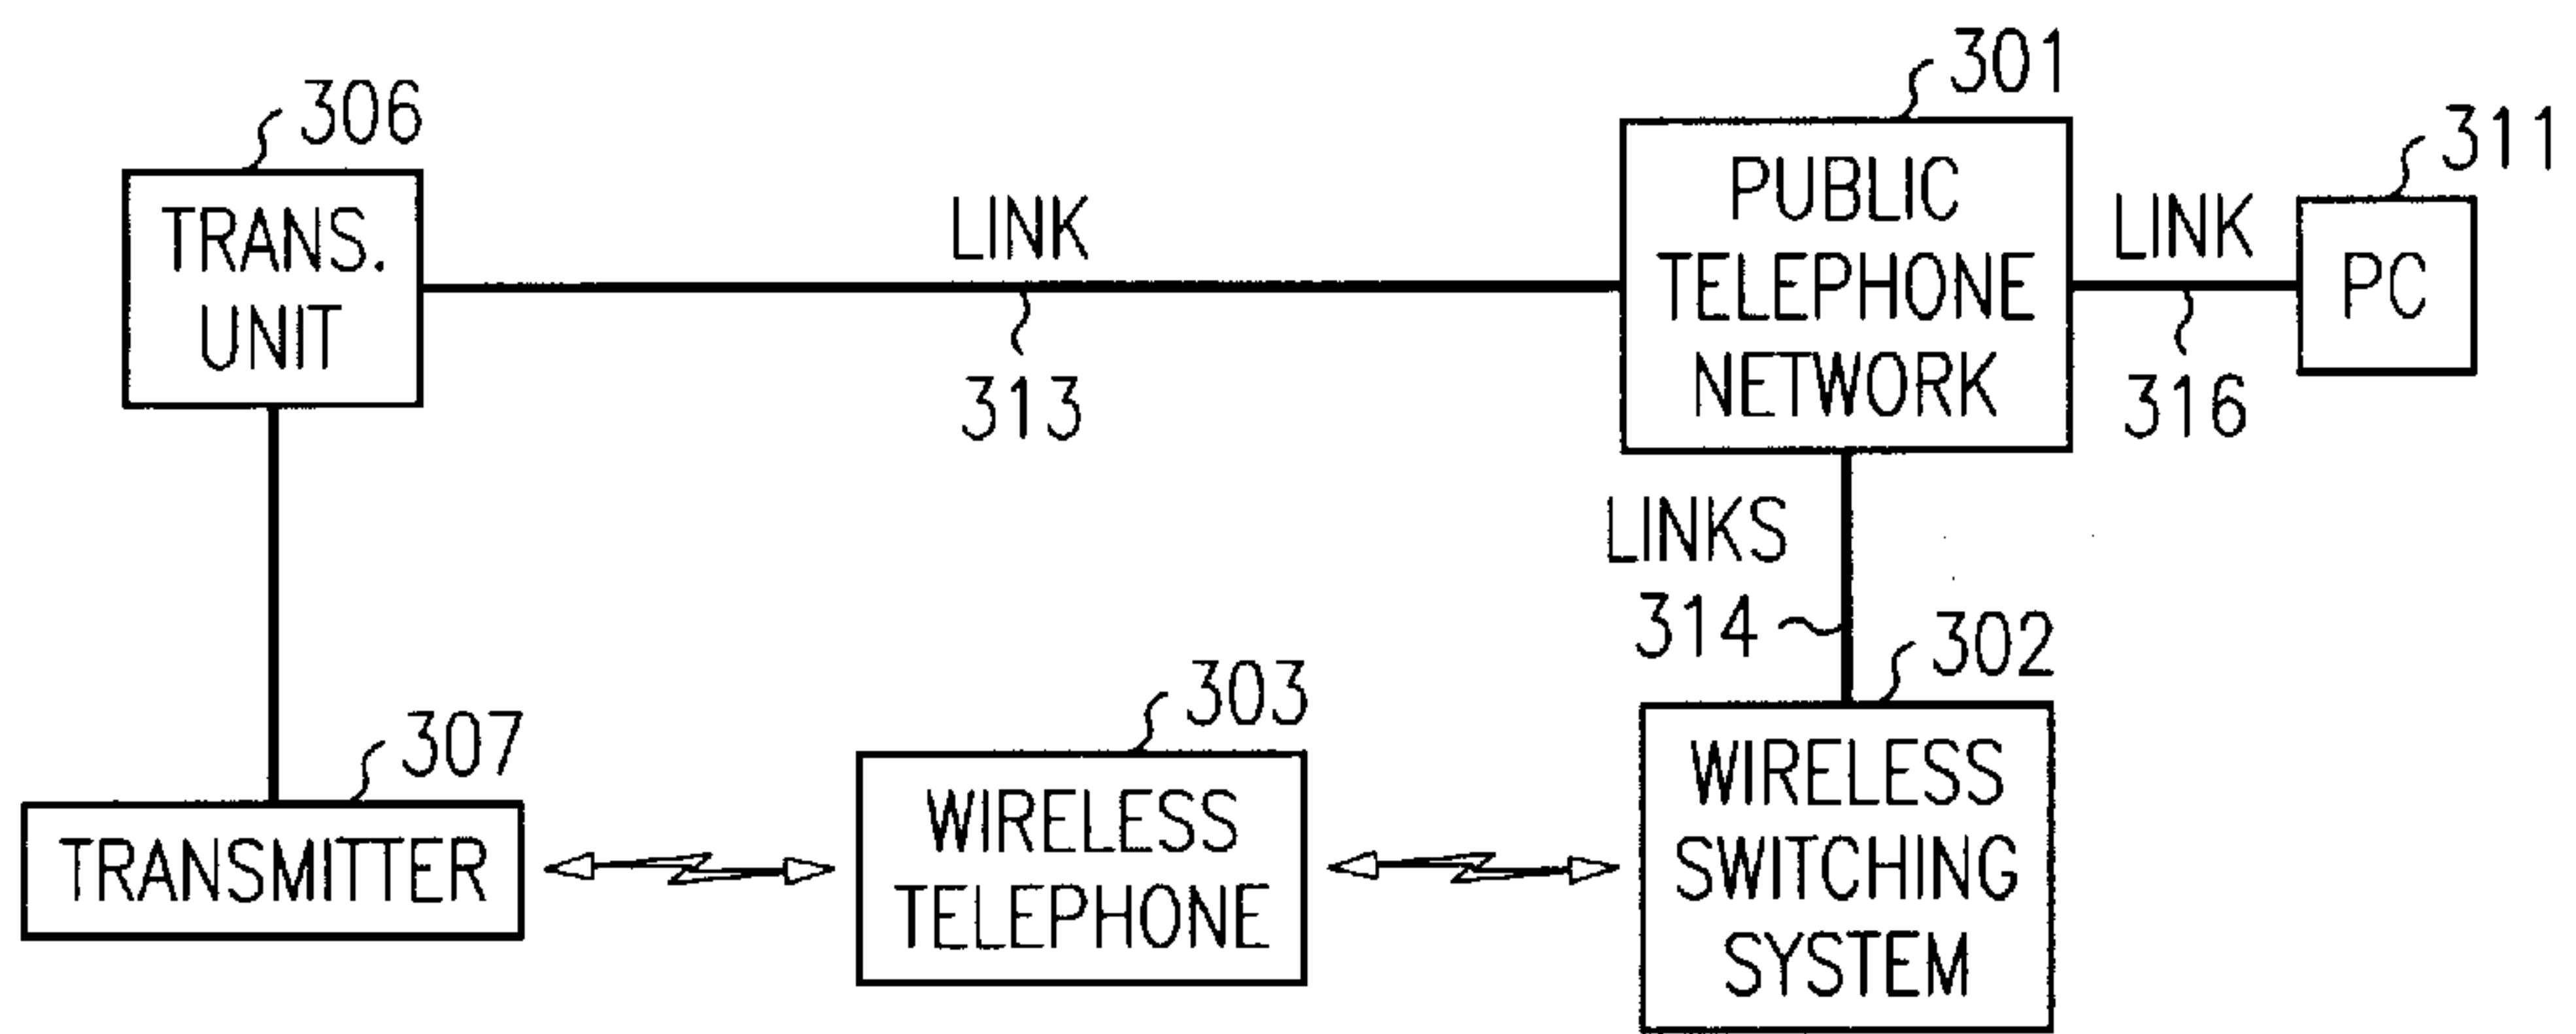 306
TRANS.
UNIT
LINK
313
301
PUBLIC
TELEPHONE
NETWORK
LINK
316
311
PC
LINKS
314
302
WIRELESS
SWITCHING
SYSTEM
303
WIRELESS
TELEPHONE
307
TRANSMITTER